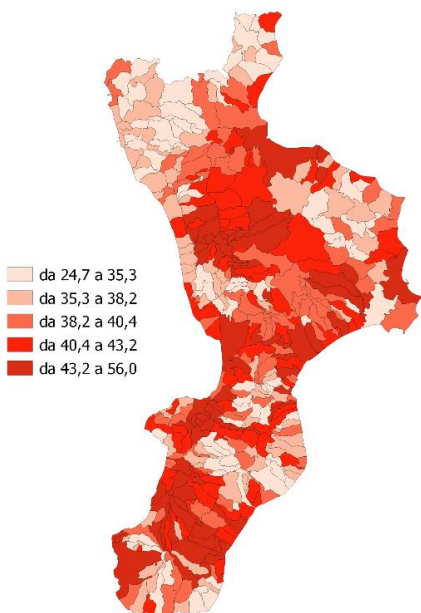 da 24,7 a 35,3
da 35,3 a 38,2
da 38,2 a 40,4
da 40,4 a 43,2
da 43,2 a 56,0